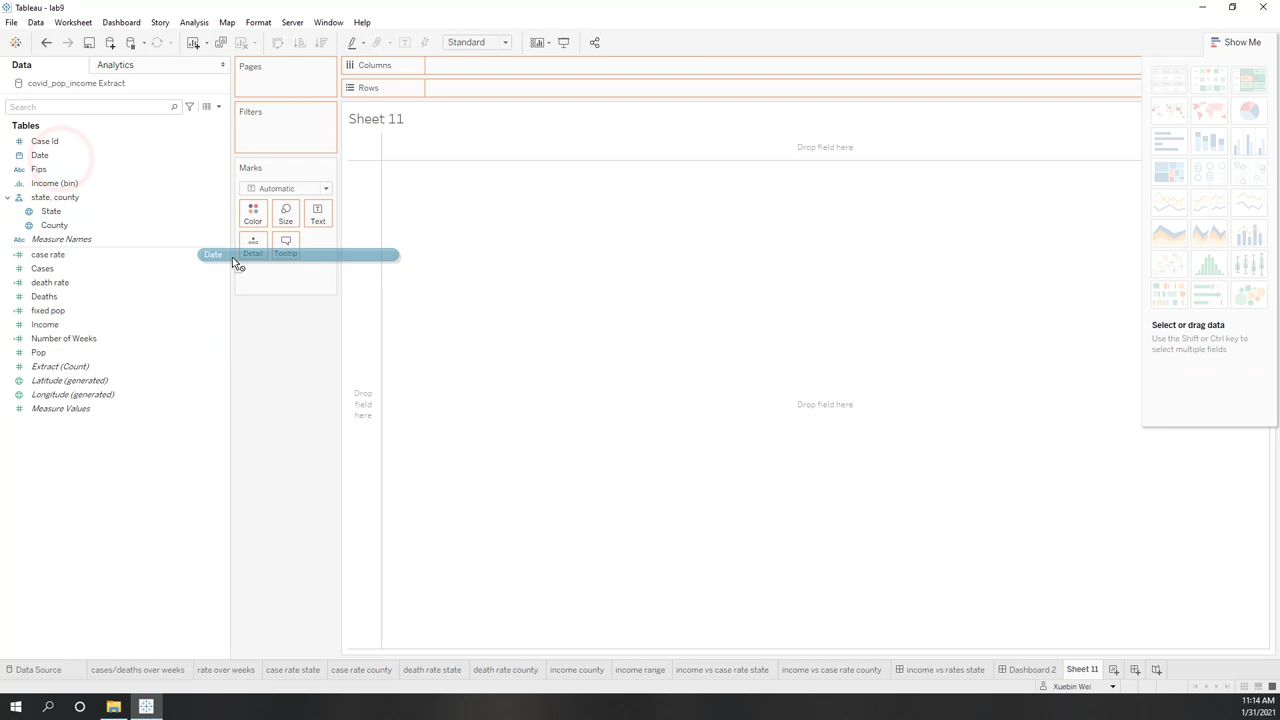 Tableau - lab9
File Data Worksheet Dashboard Story Analysis Map Format Server Window Help
Standard
Show Me
Data Analytics
covid_pop_income Extract
Search
Tables
Case Id
Date
Fips
Income (bin)
state, county
State
County
Measure Names
case rate
Cases
death rate
Deaths
fixed pop
Income
Number of Weeks
Pop
Extract (Count)
Latitude (generated)
Longitude (generated)
Measure Values
Pages
Filters
Marks
Automatic
Color Size Text
Detail Tooltip
Date
Columns
Rows
Sheet 11
Drop field here
Drop
field
here
Drop field here
Select or drag data
Use the Shift or Ctrl key to
select multiple fields
Data Source cases/deaths over weeks rate over weeks case rate state case rate county death rate state death rate county income county income range income vs case rate state income vs case rate county income vs rates state Dashboard 2 Sheet 11
Xuebin Wei
11:14 AM
1/31/2021